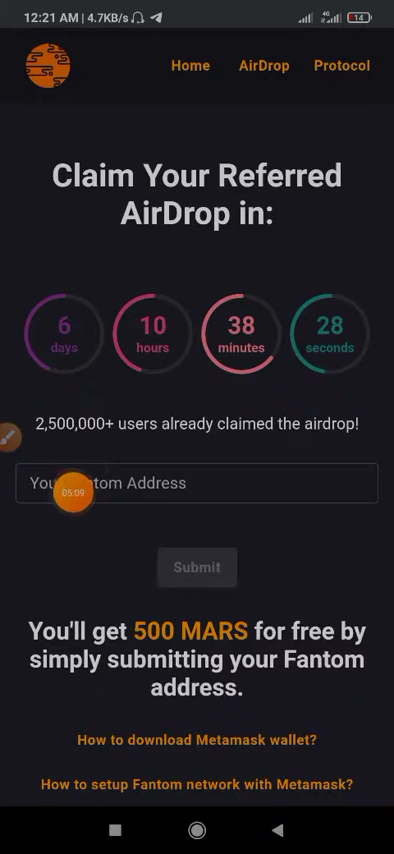 12:21 AM | 4.7KB/s
4G
14
Home AirDrop Protocol
Claim Your Referred
AirDrop in:
6 10 38 28
days hours minutes seconds
2,500,000+ users already claimed the airdrop!
Your Fantom Address
05:09
Submit
You'll get 500 MARS for free by
simply submitting your Fantom
address.
How to download Metamask wallet?
How to setup Fantom network with Metamask?